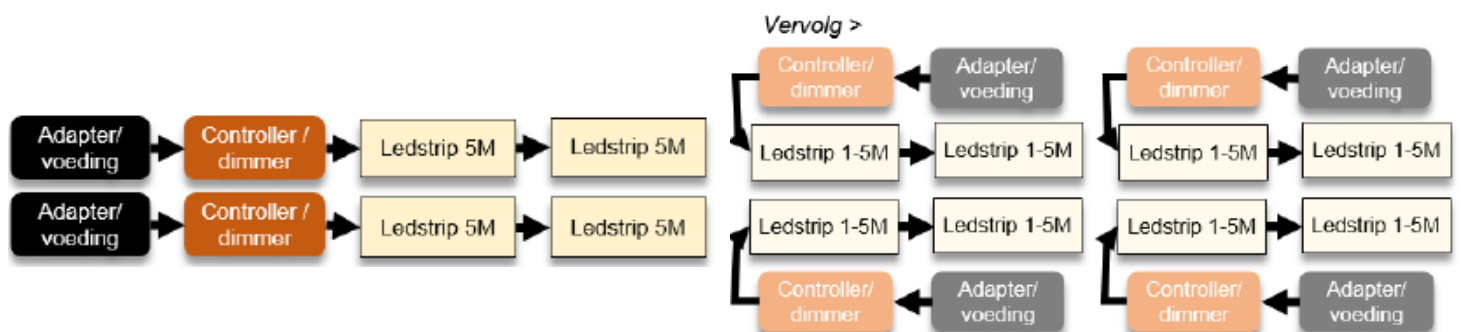 Vervolg >
Controller/
dimmer
Adapter/
voeding
Controller/
dimmer
Adapter/
voeding
Adapter/
voeding
Controller /
dimmer
Ledstrip 5M
Ledstrip 5M
Ledstrip 1-5M
Ledstrip 1-5M
Ledstrip 1-5M
Ledstrip 1-5M
Adapter/
voeding
Controller /
dimmer
Ledstrip 5M
Ledstrip 5M
Ledstrip 1-5M
Ledstrip 1-5M
Ledstrip 1-5M
Ledstrip 1-5M
Controller/
dimmer
Adapter/
voeding
Controller/
dimmer
Adapter/
voeding